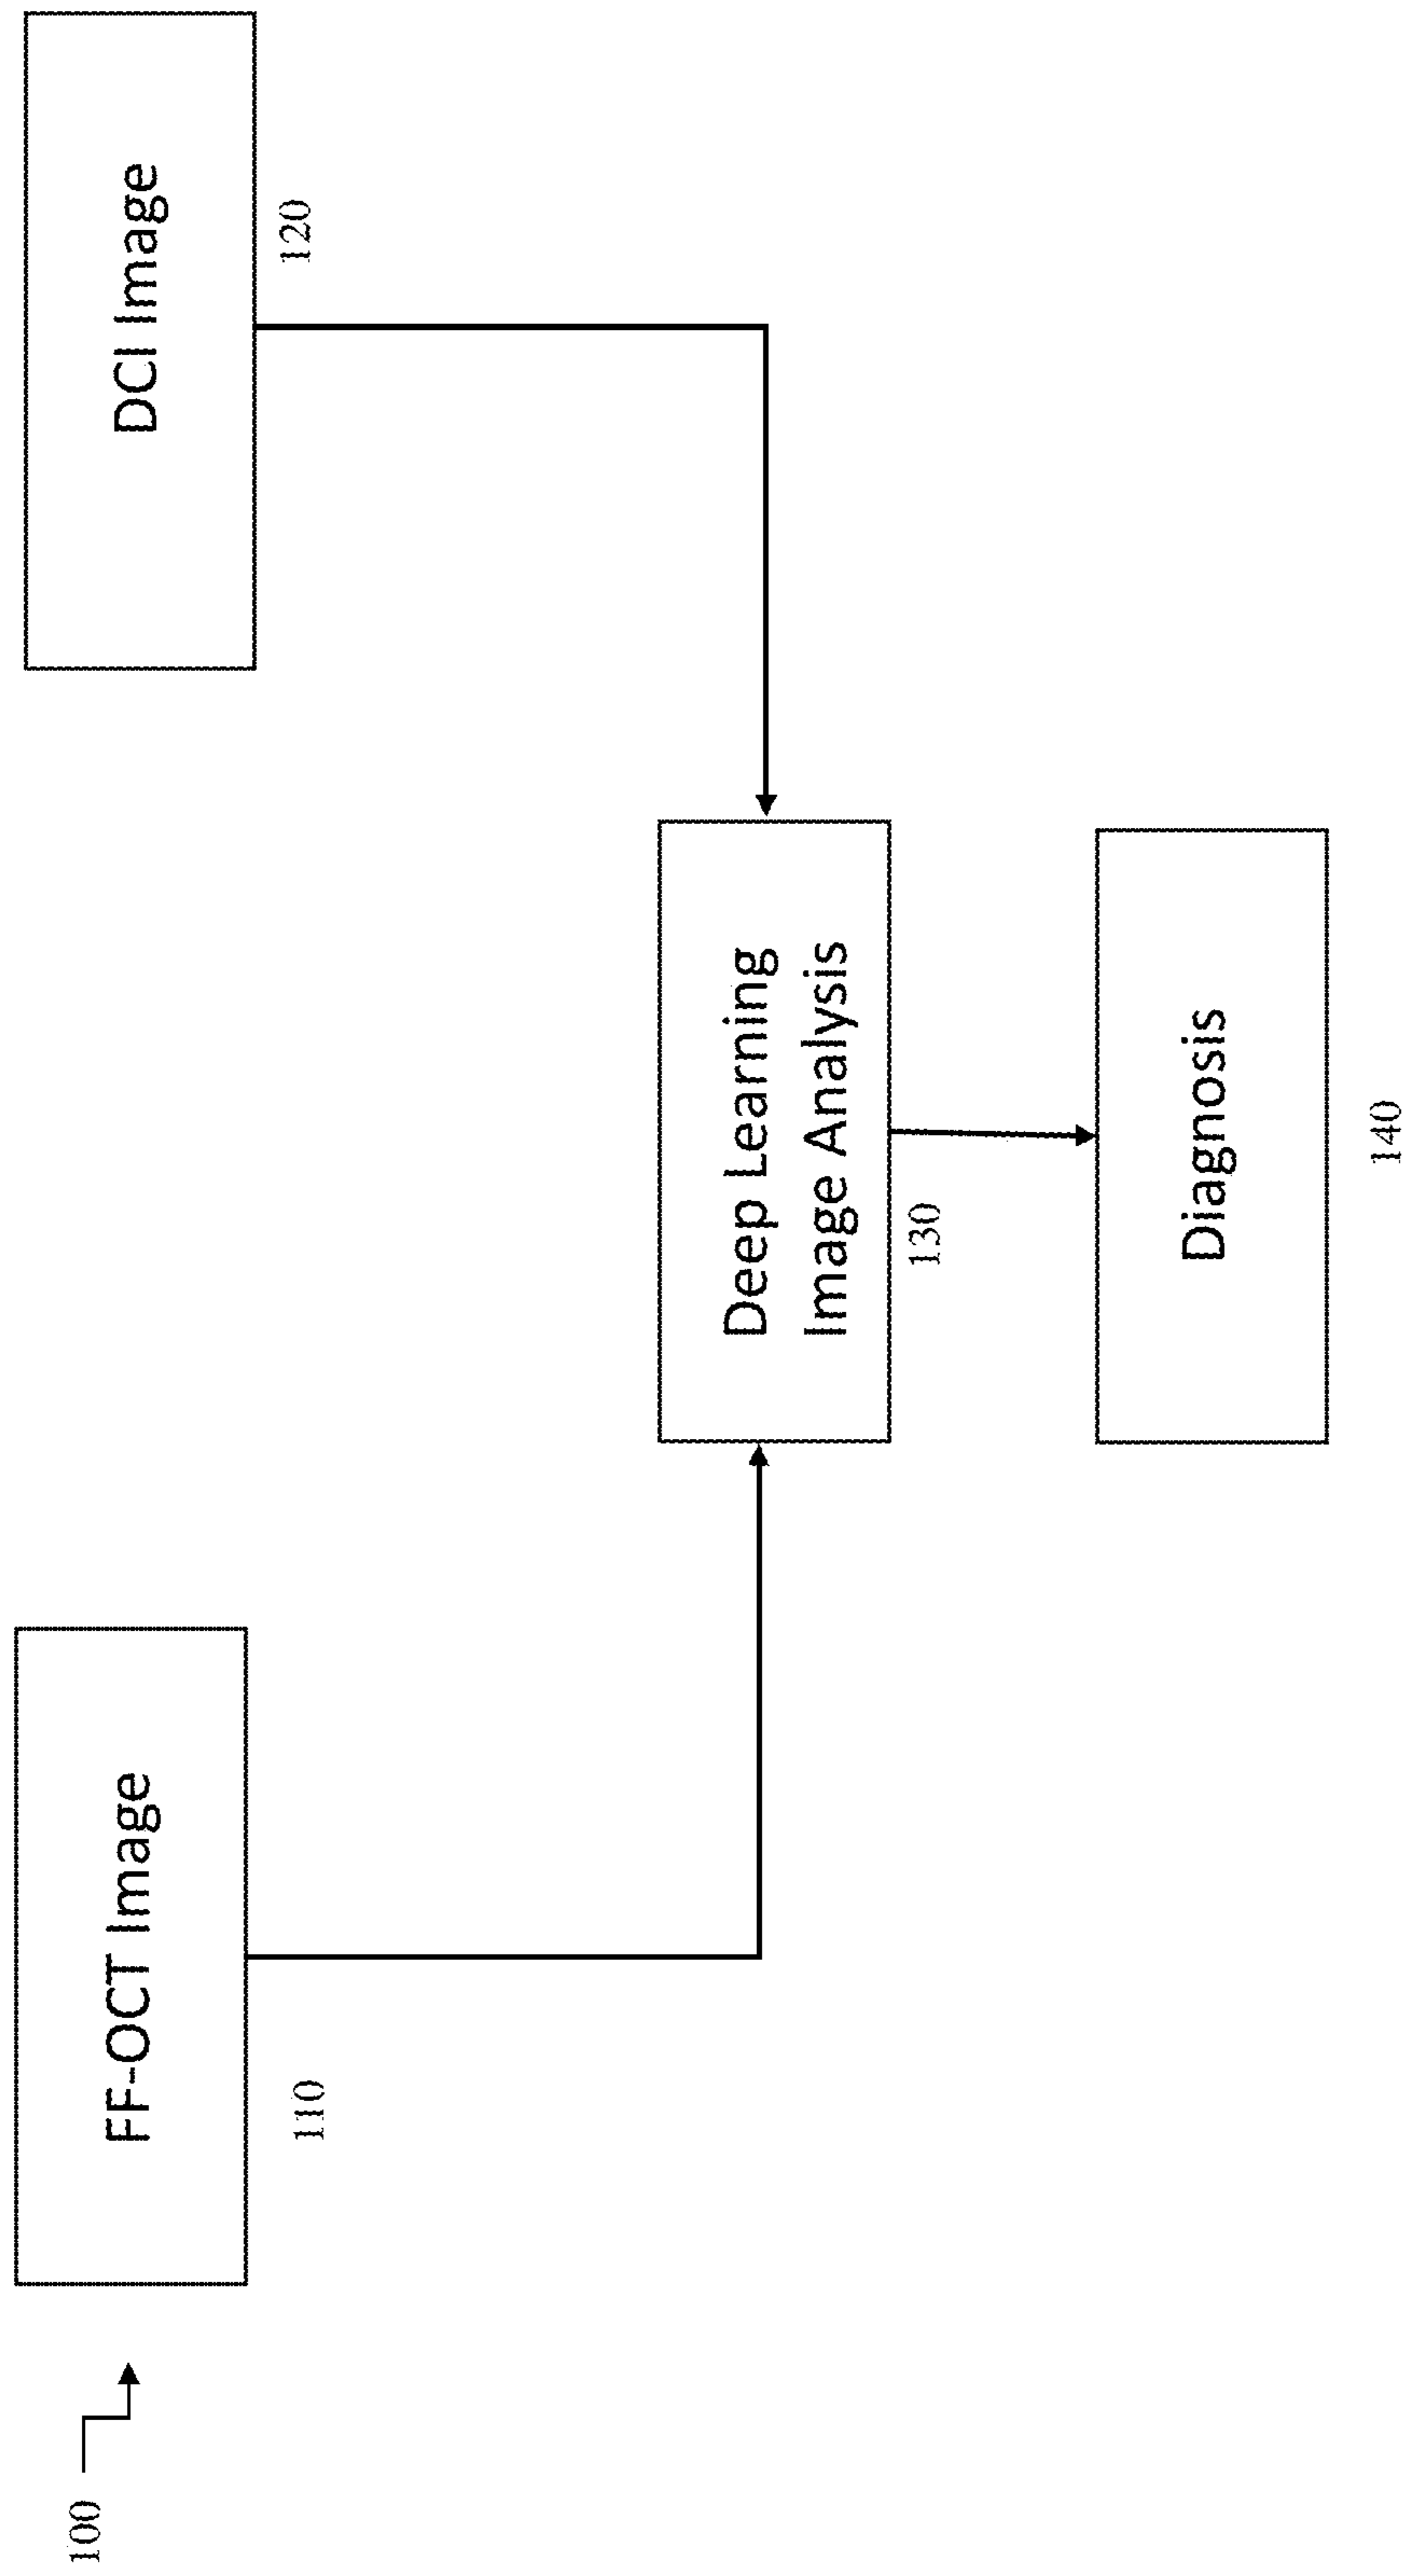 100
FF-OCT Image
110
DCI Image
120
Deep Learning
Image Analysis
130
Diagnosis
140